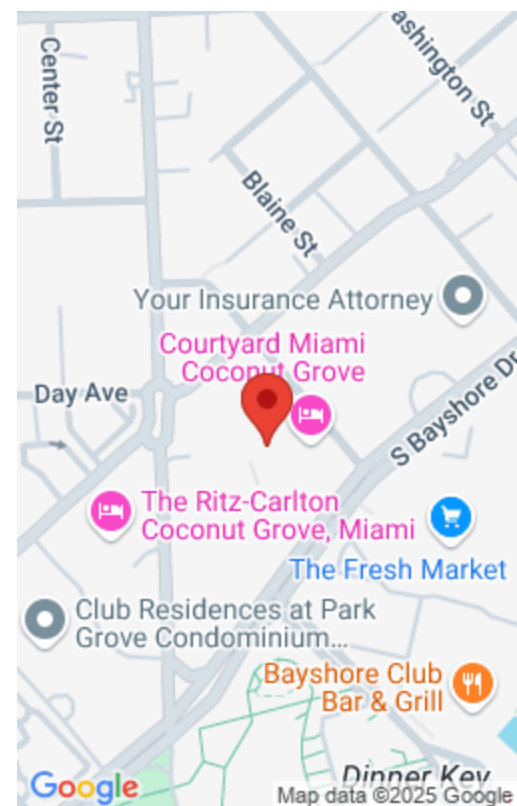 Center St
ashington St
Blaine St
Your Insurance Attorney
Courtyard Miami
Coconut Grove
Day Ave
S Bayshore Dr
The Ritz-Carlton
Coconut Grove, Miami
The Fresh Market
Club Residences at Park
Grove Condominium...
Bayshore Club
Bar & Grill
Dinner Key
Google
Map data ©2025 Google